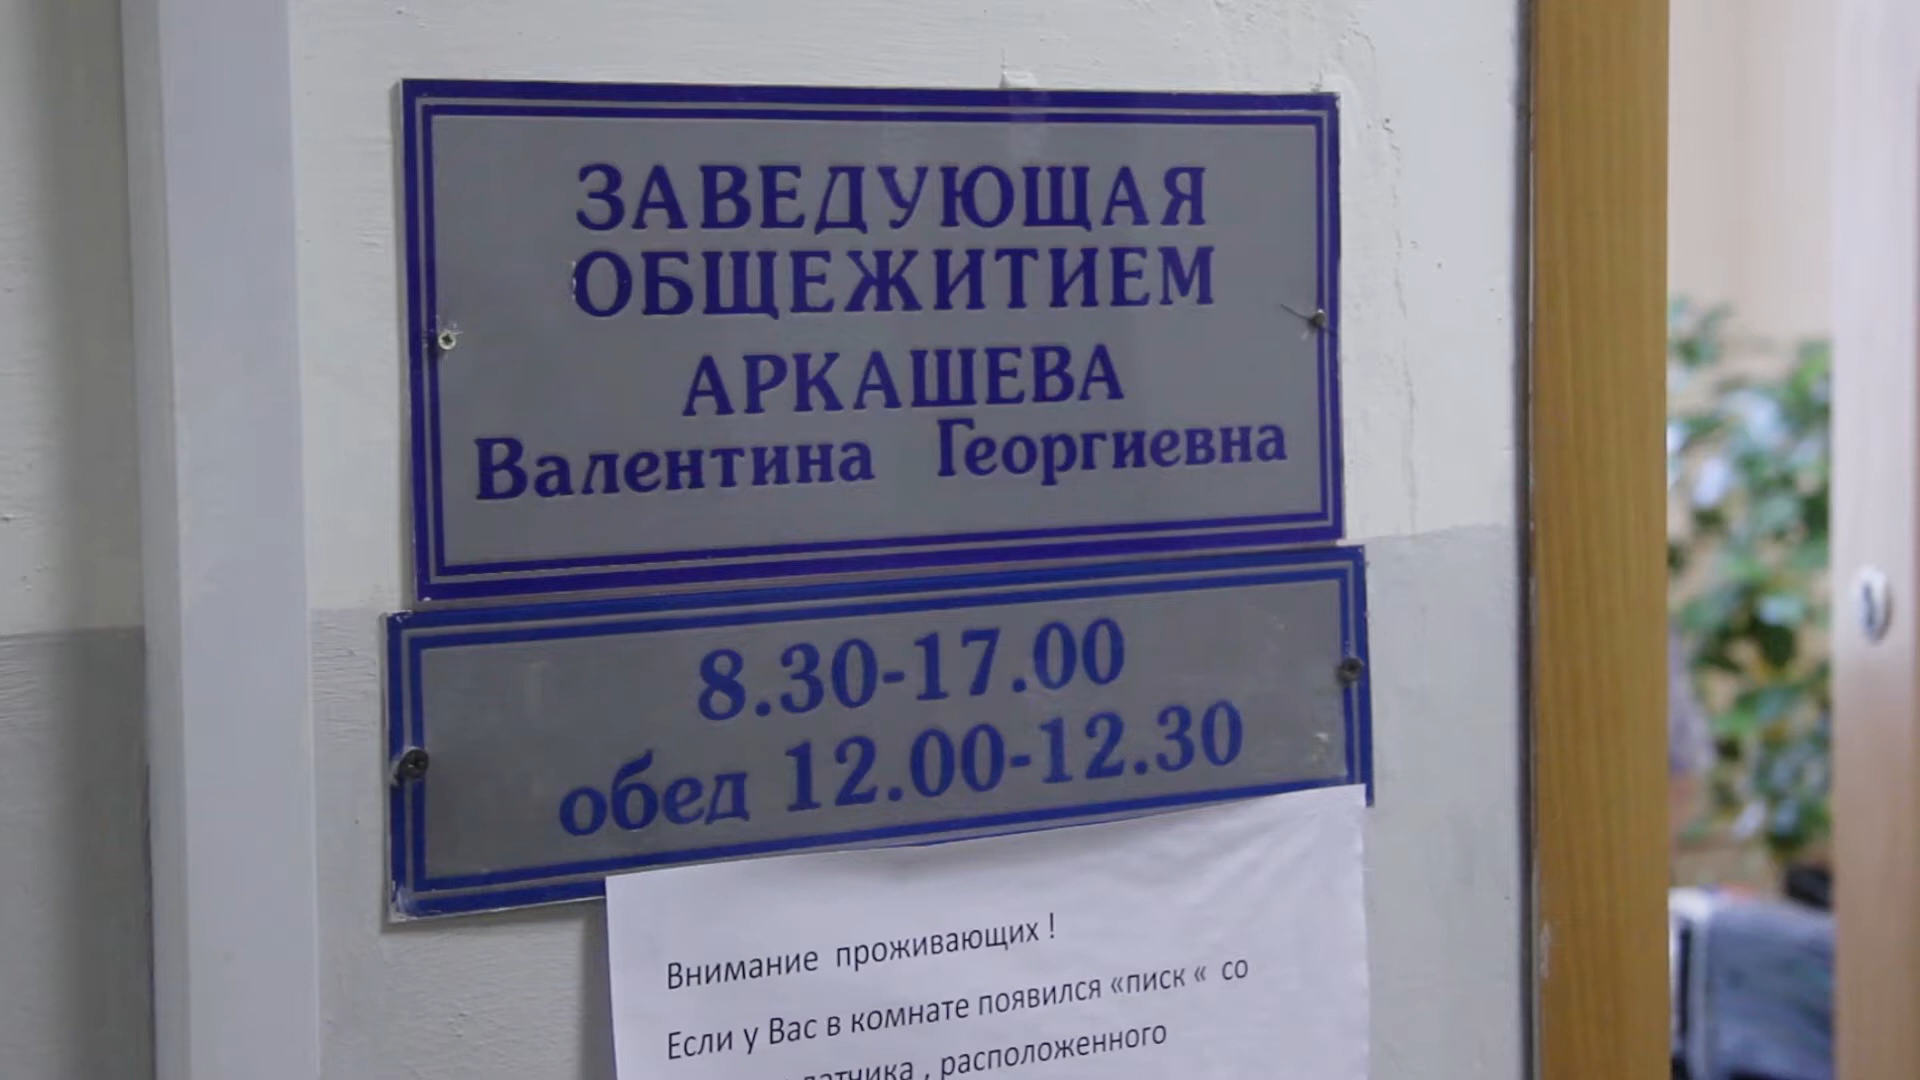 ЗАВЕДУЮЩАЯ
ОБЩЕЖИТИЕМ
АРКАШЕВА
Валентина Георгиевна
8.30-17.00
обед 12.00-12.30
Внимание проживающих !
Если у Вас в комнате появился «писк « со
датчика , расположенного